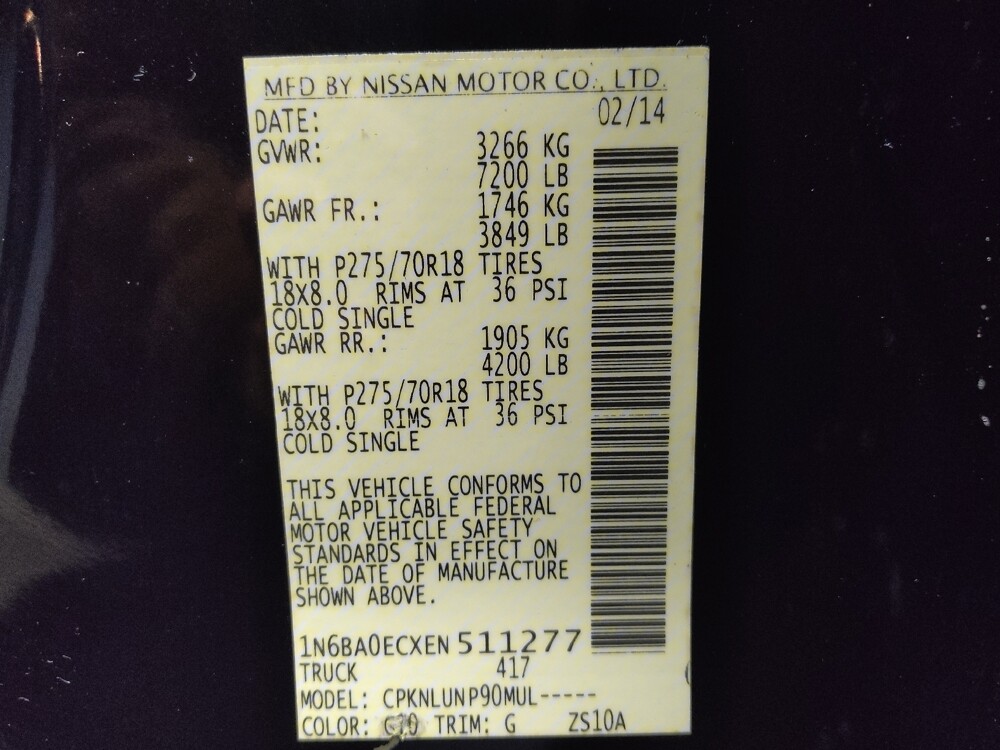 MFD BY NISSAN MOTOR CO., LTD.
DATE: 02/14
GVWR: 3266 KG
7200 LB
GAWR FR.: 1746 KG
3849 LB
WITH P275/70R18 TIRES
18X8.0 RIMS AT 36 PSI
COLD SINGLE
GAWR RR.: 1905 KG
4200 LB
WITH P275/70R18 TIRES
18X8.0 RIMS AT 36 PSI
COLD SINGLE
THIS VEHICLE CONFORMS TO
ALL APPLICABLE FEDERAL
MOTOR VEHICLE SAFETY
STANDARDS IN EFFECT ON
THE DATE OF MANUFACTURE
SHOWN ABOVE.
1N6BA0ECXEN 511277
TRUCK 417
MODEL: CPKNLUNP90MUL-----
COLOR: TRIM: G ZS10A